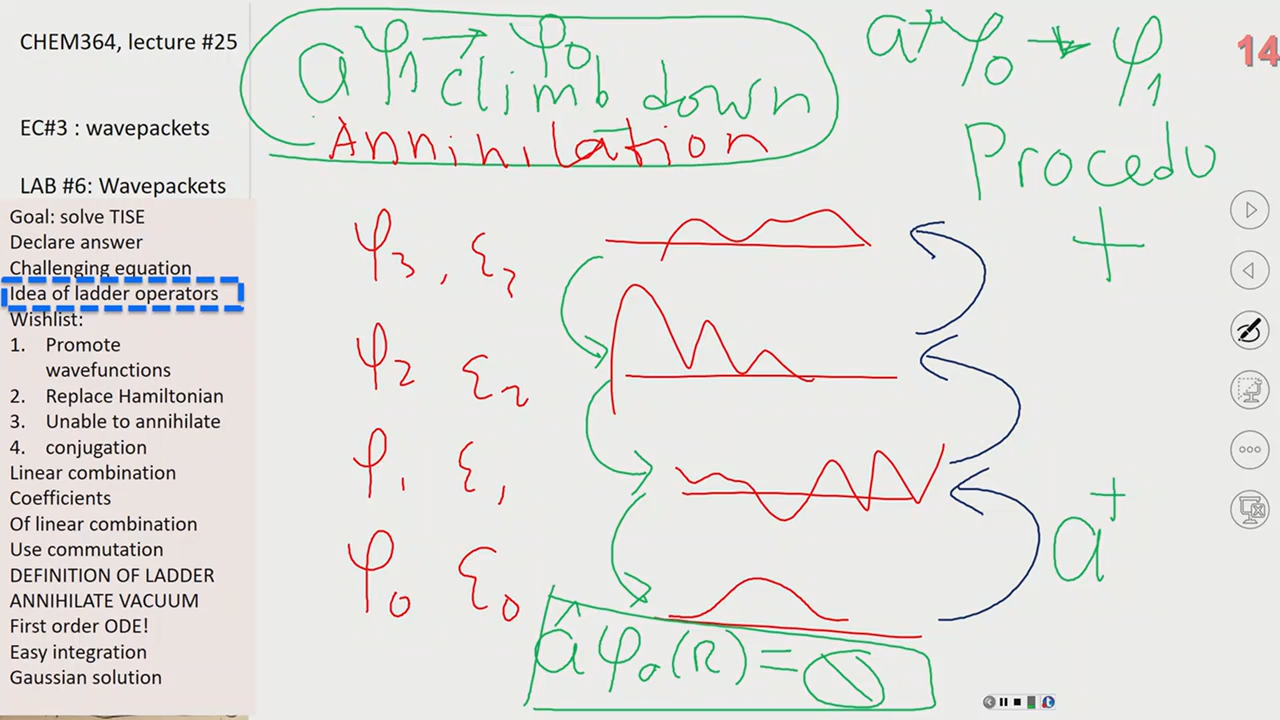 CHEM364, lecture #25
EC#3 : wavepackets
LAB #6: Wavepackets
Goal: solve TISE
Declare answer
Challenging equation
Idea of ladder operators
Wishlist:
1. Promote
wavefunctions
2. Replace Hamiltonian
3. Unable to annihilate
4. conjugation
Linear combination
Coefficients
Of linear combination
Use commutation
DEFINITION OF LADDER
ANNIHILATE VACUUM
First order ODE!
Easy integration
Gaussian solution
a φ₁ → φ₀
climb down
Annihilation
a⁺φ₀ → φ₁
Procedu
+
14
φ₃, ε₃
φ₂ ε₂
φ₁ ε₁
φ₀ ε₀
a⁺
â φ₀(R) = 0